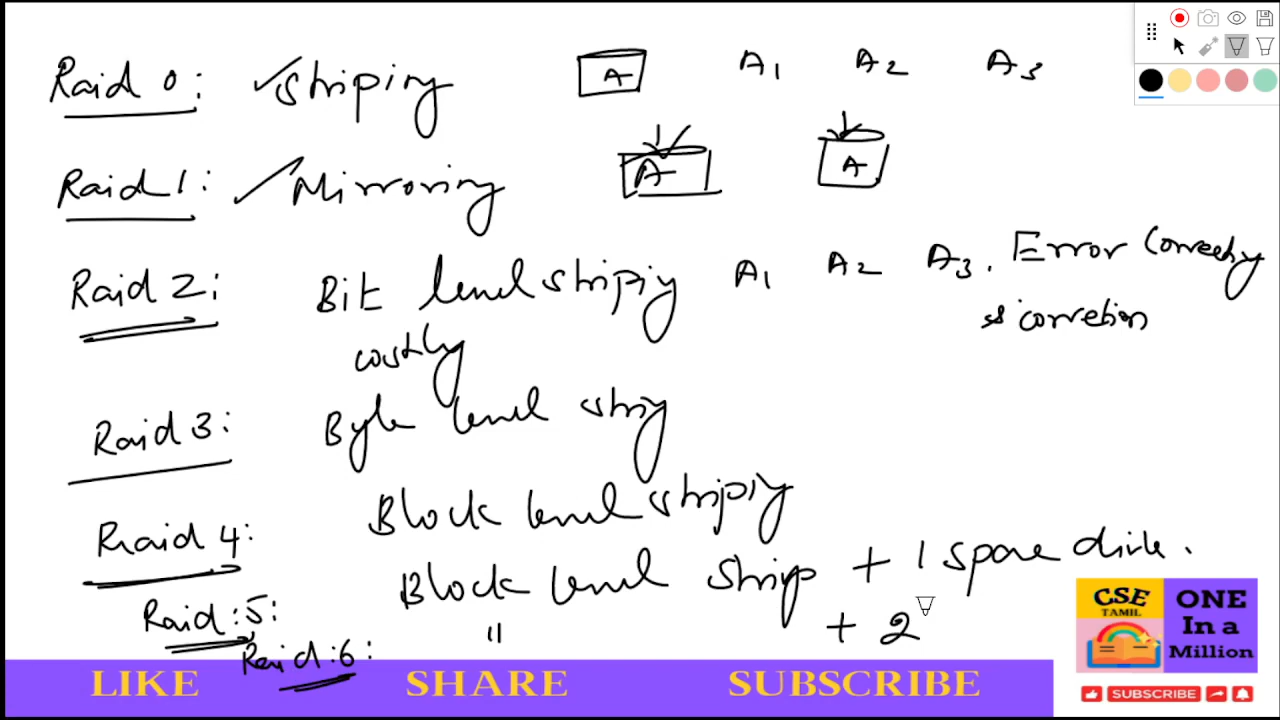 Raid 0: striping A A1 A2 A3
Raid 1: Mirroring A A
Raid 2: Bit level striping A1 A2 A3. Error Correcting
& correction
costly
Raid 3: Byte level strig
Raid 4: Block level striping
Raid:5: Block level strip + 1 spare disk.
Raid:6: " + 2
CSE
TAMIL
ONE
In a
Million
LIKE SHARE SUBSCRIBE
SUBSCRIBE